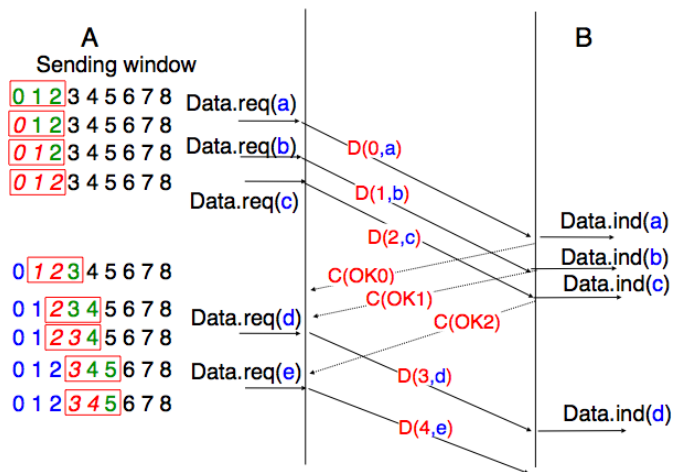 A
B
Sending window
0 1 2 3 4 5 6 7 8
Data.req(a)
0 1 2 3 4 5 6 7 8
Data.req(b)
D(0,a)
0 1 2 3 4 5 6 7 8
0 1 2 3 4 5 6 7 8
D(1,b)
Data.req(c)
Data.ind(a)
D(2,c)
Data.ind(b)
0 1 2 3 4 5 6 7 8
C(OK0)
Data.ind(c)
C(OK1)
0 1 2 3 4 5 6 7 8
Data.req(d)
C(OK2)
0 1 2 3 4 5 6 7 8
0 1 2 3 4 5 6 7 8
Data.req(e)
D(3,d)
0 1 2 3 4 5 6 7 8
Data.ind(d)
D(4,e)